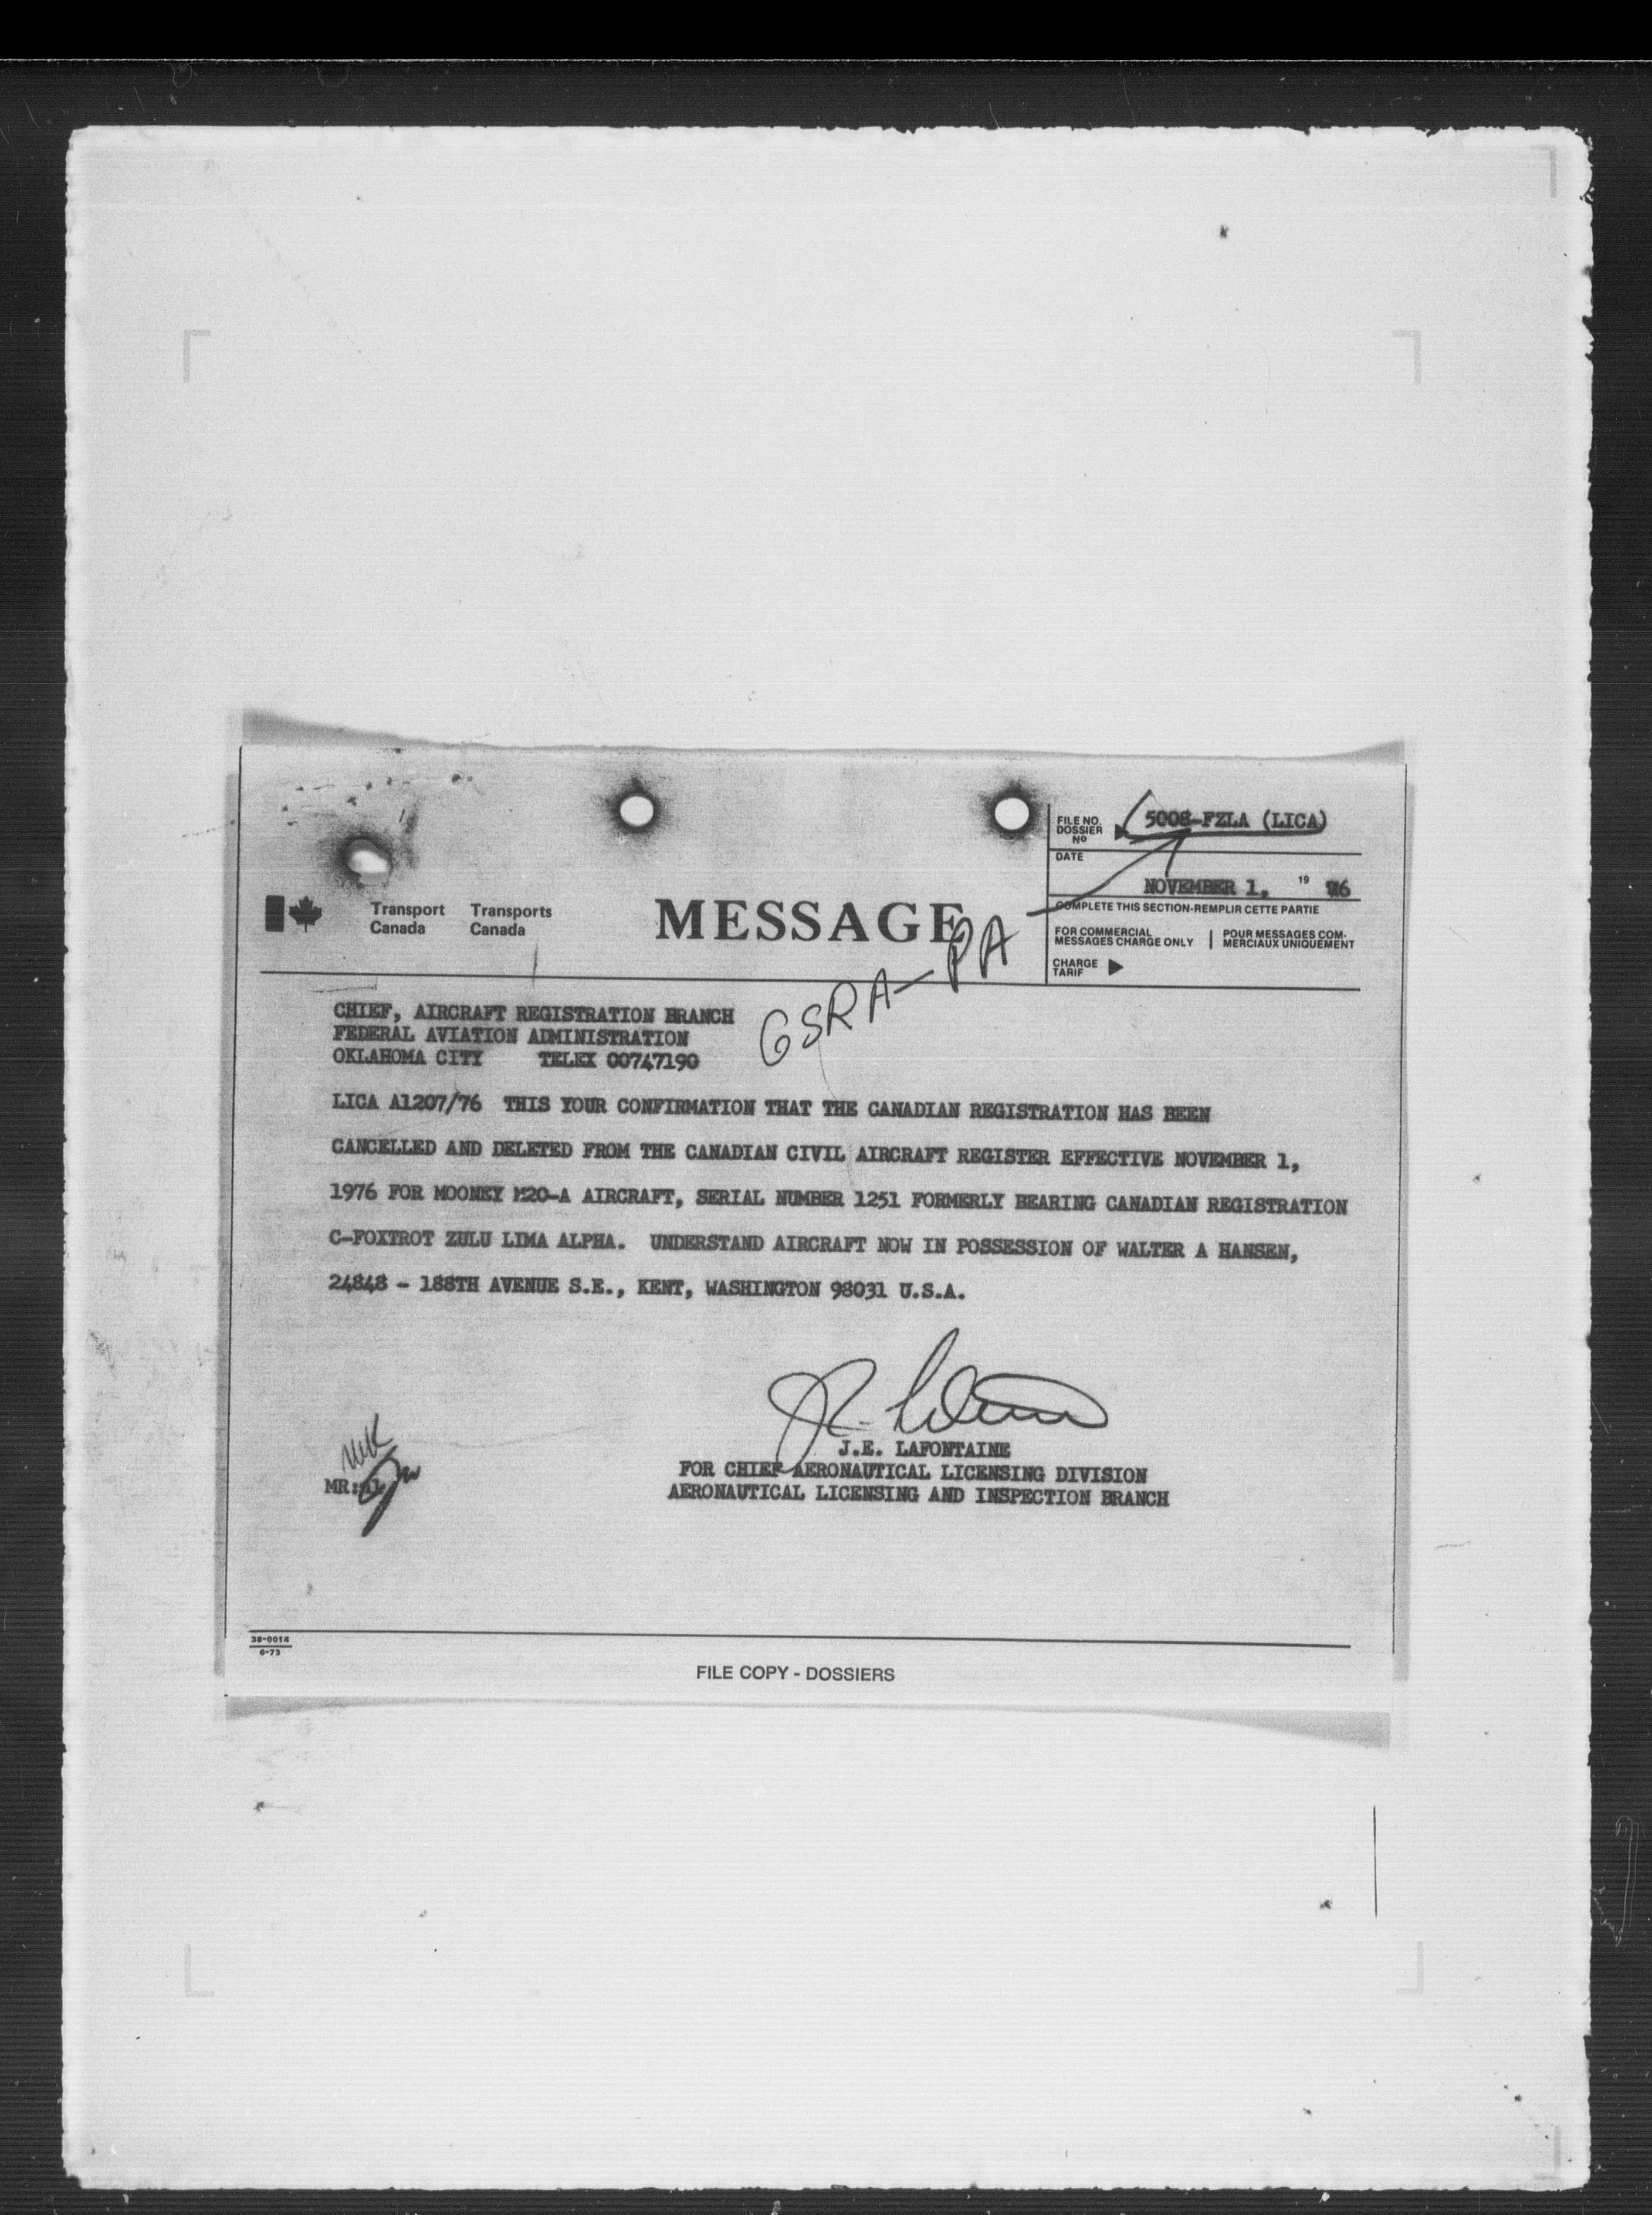 FILE NO.
DOSSIER
Nº
5008-FZLA (LICA)
DATE
NOVEMBER 1, 19 76
Transport Canada
Transports Canada
MESSAGE
COMPLETE THIS SECTION-REMPLIR CETTE PARTIE
FOR COMMERCIAL
MESSAGES CHARGE ONLY
POUR MESSAGES COM-
MERCIAUX UNIQUEMENT
CHARGE
TARIF
GSRA-PA
CHIEF, AIRCRAFT REGISTRATION BRANCH
FEDERAL AVIATION ADMINISTRATION
OKLAHOMA CITY TELEX 00747190
LICA A1207/76 THIS YOUR CONFIRMATION THAT THE CANADIAN REGISTRATION HAS BEEN
CANCELLED AND DELETED FROM THE CANADIAN CIVIL AIRCRAFT REGISTER EFFECTIVE NOVEMBER 1,
1976 FOR MOONEY M20-A AIRCRAFT, SERIAL NUMBER 1251 FORMERLY BEARING CANADIAN REGISTRATION
C-FOXTROT ZULU LIMA ALPHA. UNDERSTAND AIRCRAFT NOW IN POSSESSION OF WALTER A HANSEN,
24848 - 188TH AVENUE S.E., KENT, WASHINGTON 98031 U.S.A.
J.E. LAFONTAINE
FOR CHIEF AERONAUTICAL LICENSING DIVISION
AERONAUTICAL LICENSING AND INSPECTION BRANCH
MR:
38-0014
6-73
FILE COPY - DOSSIERS